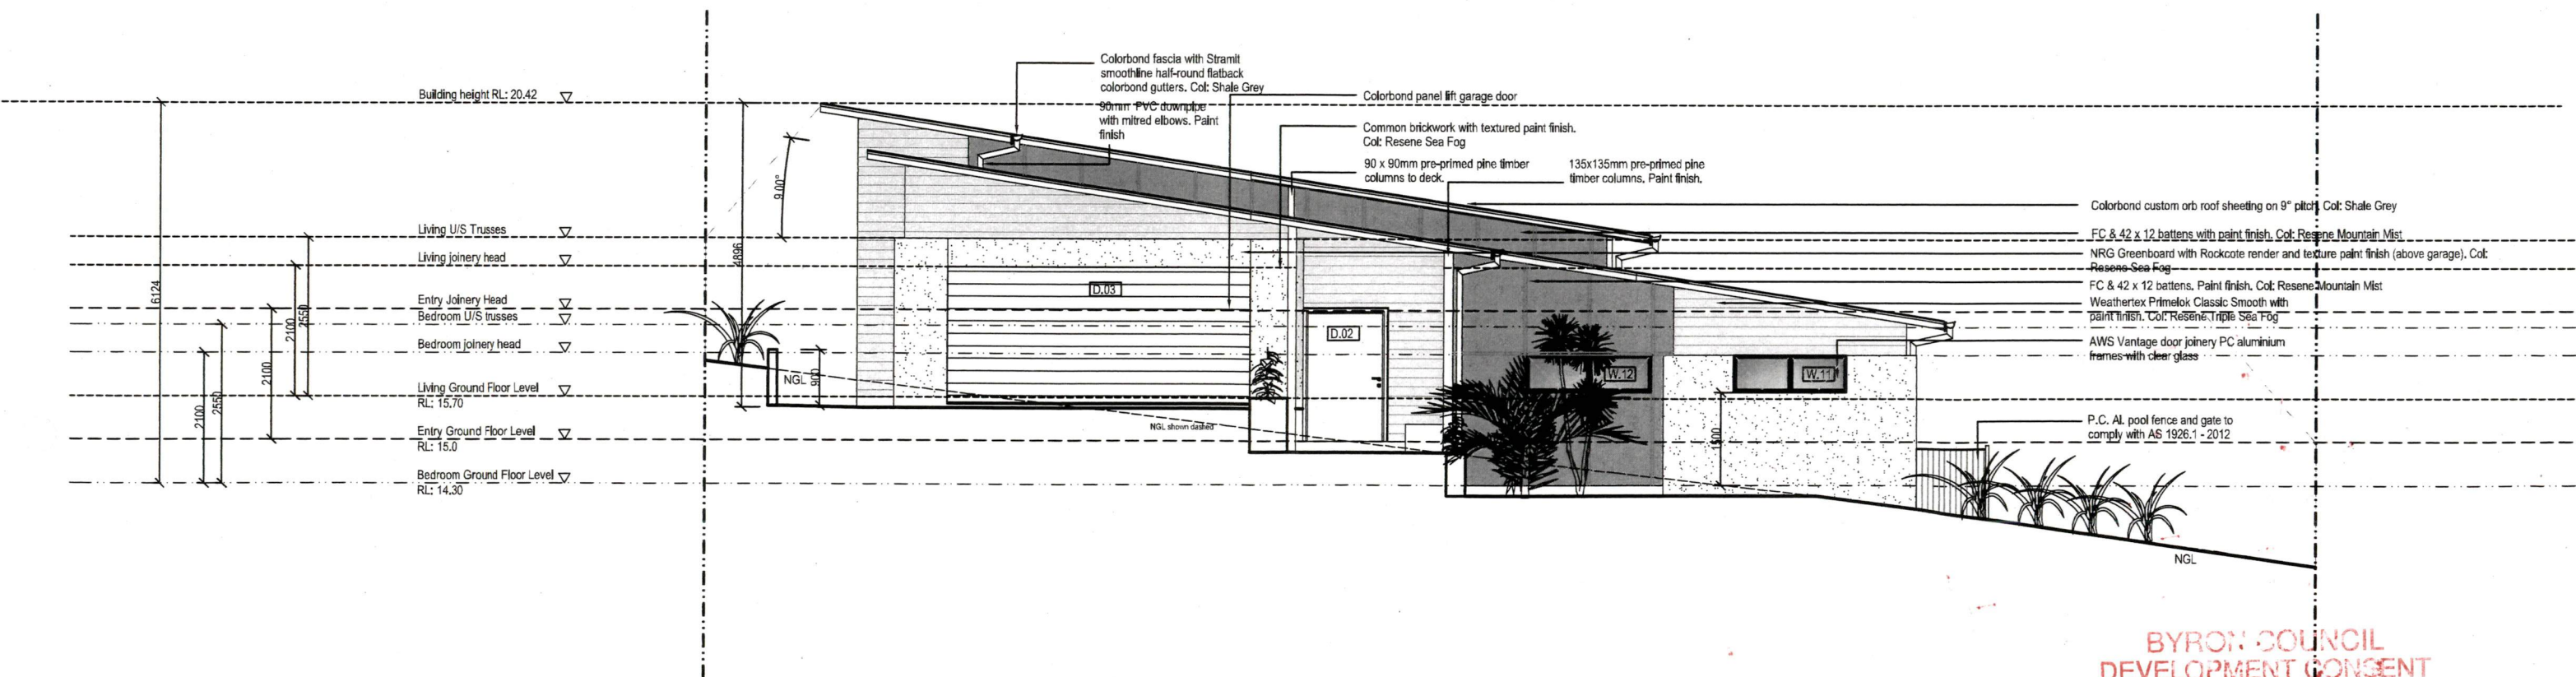 Colorbond fascia with Stramit
smoothline half-round flatback
colorbond gutters. Col: Shale Grey
90mm PVC downpipe
with mitred elbows. Paint
finish
Building height RL: 20.42
Colorbond panel lift garage door
Common brickwork with textured paint finish.
Col: Resene Sea Fog
90 x 90mm pre-primed pine timber
columns to deck.
135x135mm pre-primed pine
timber columns. Paint finish.
9.00°
Colorbond custom orb roof sheeting on 9° pitch. Col: Shale Grey
Living U/S Trusses
FC & 42 x 12 battens with paint finish. Col: Resene Mountain Mist
4896
NRG Greenboard with Rockcote render and texture paint finish (above garage). Col:
Resene Sea Fog
Living joinery head
6124
D.03
FC & 42 x 12 battens. Paint finish. Col: Resene Mountain Mist
Entry Joinery Head
Weathertex Primelok Classic Smooth with
paint finish. Col: Resene Triple Sea Fog
Bedroom U/S trusses
2550
2100
D.02
Bedroom joinery head
AWS Vantage door joinery PC aluminium
frames with clear glass
2100
NGL
900
W.12
W.11
Living Ground Floor Level
RL: 15.70
2550
2100
NGL shown dashed
P.C. Al. pool fence and gate to
comply with AS 1926.1 - 2012
Entry Ground Floor Level
RL: 15.0
1500
Bedroom Ground Floor Level
RL: 14.30
NGL
BYRON COUNCIL
DEVELOPMENT CONSENT